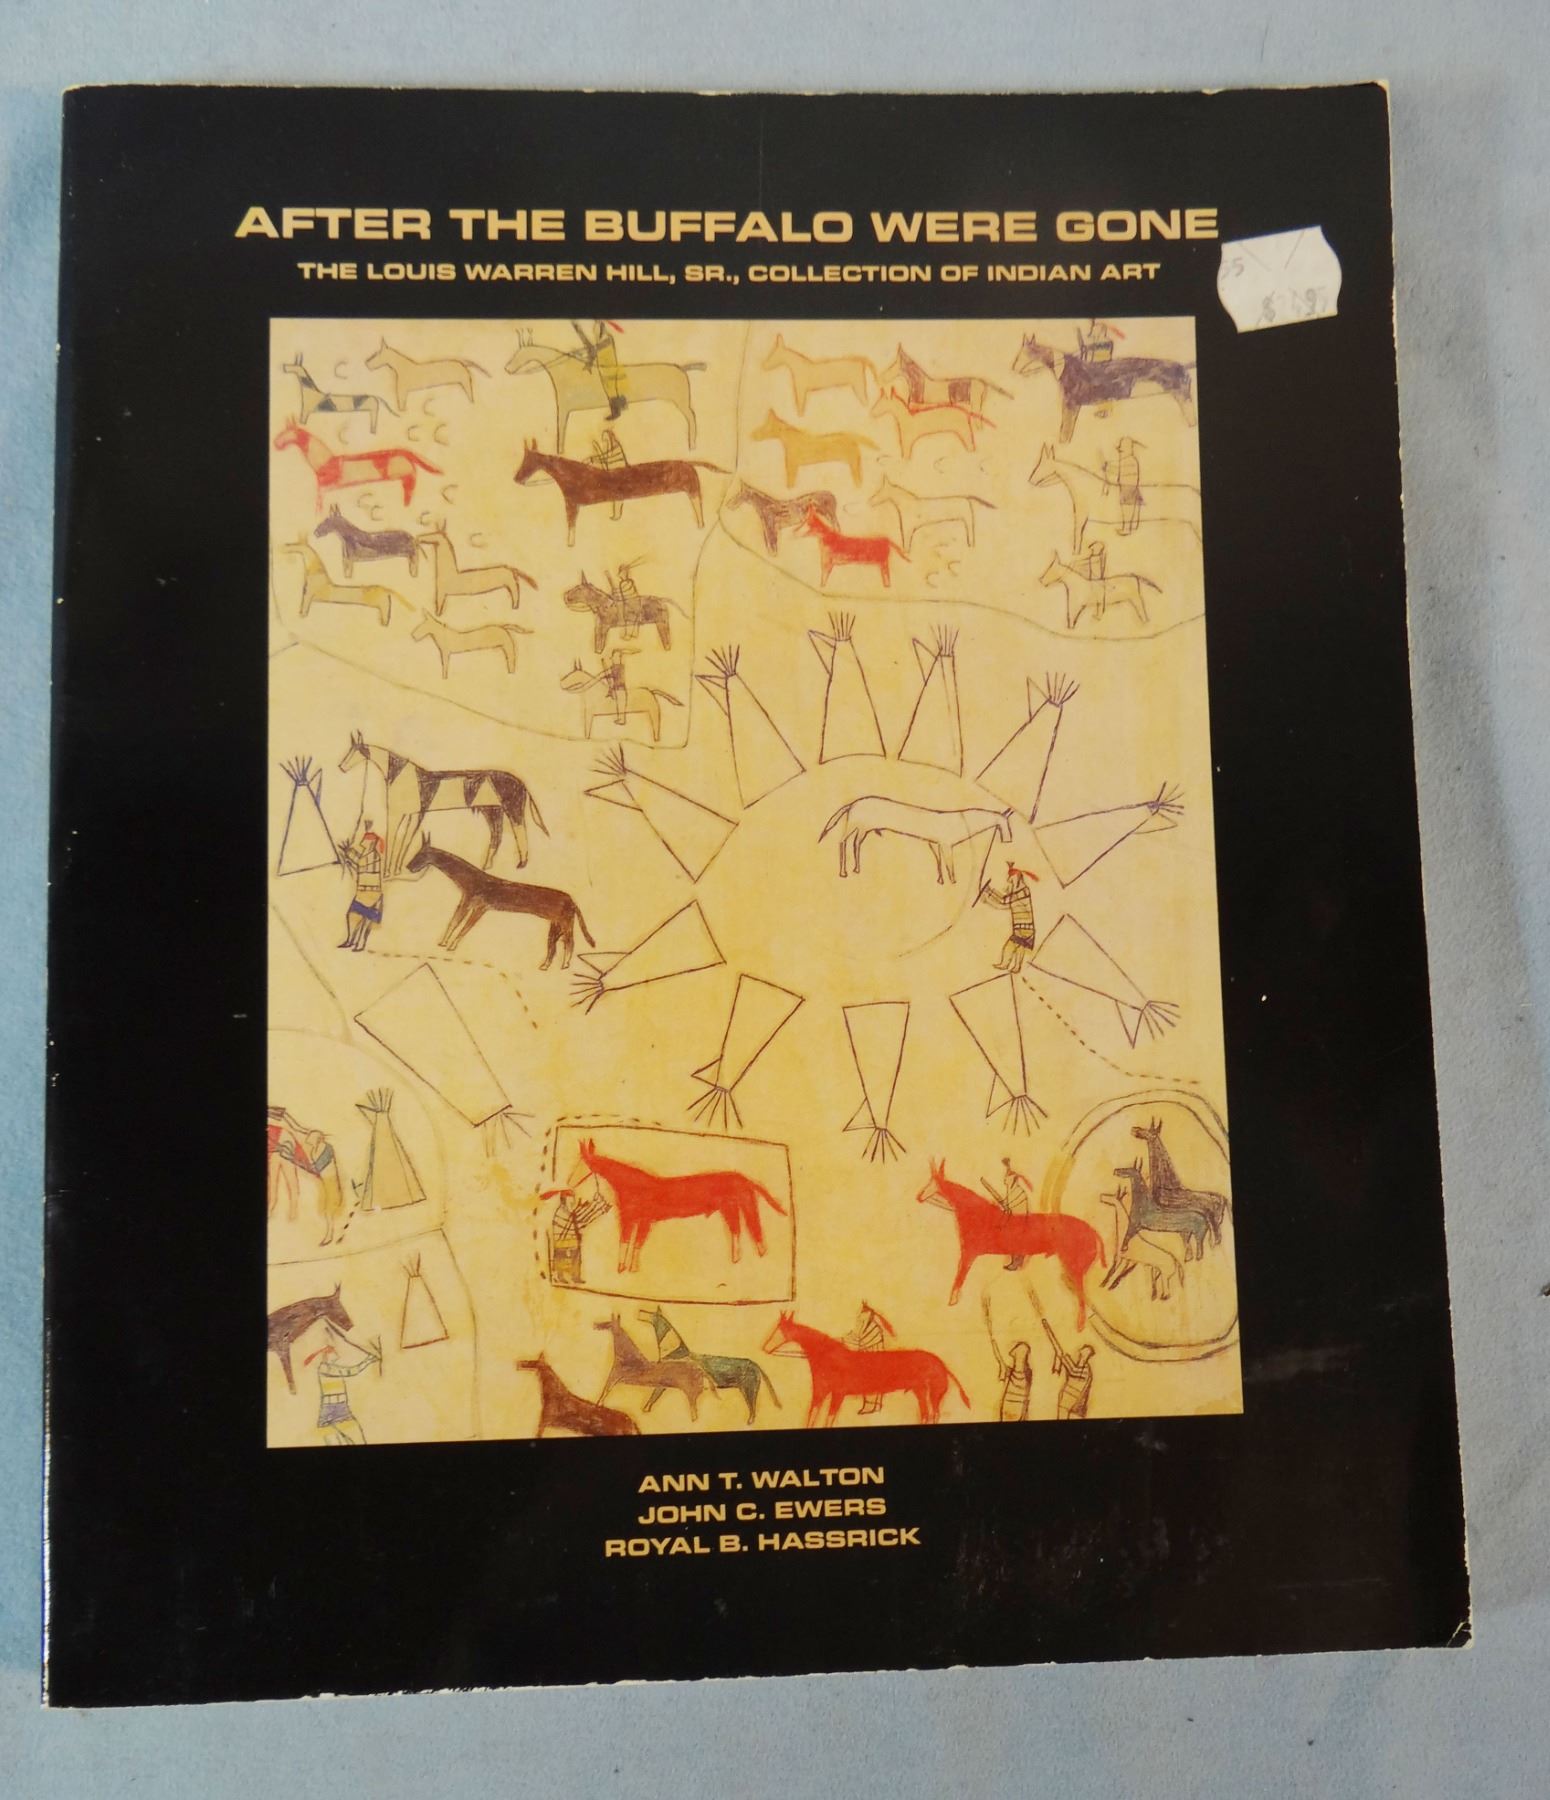 AFTER THE BUFFALO WERE GONE
THE LOUIS WARREN HILL, SR., COLLECTION OF INDIAN ART
ANN T. WALTON
JOHN C. EWERS
ROYAL B. HASSRICK